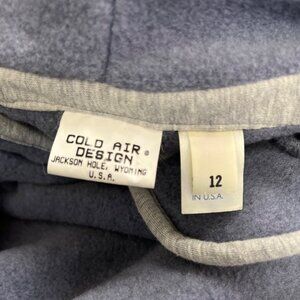 COLD AIR®
DESIGN
JACKSON HOLE, WYOMING
U.S.A.
12
IN U.S.A.